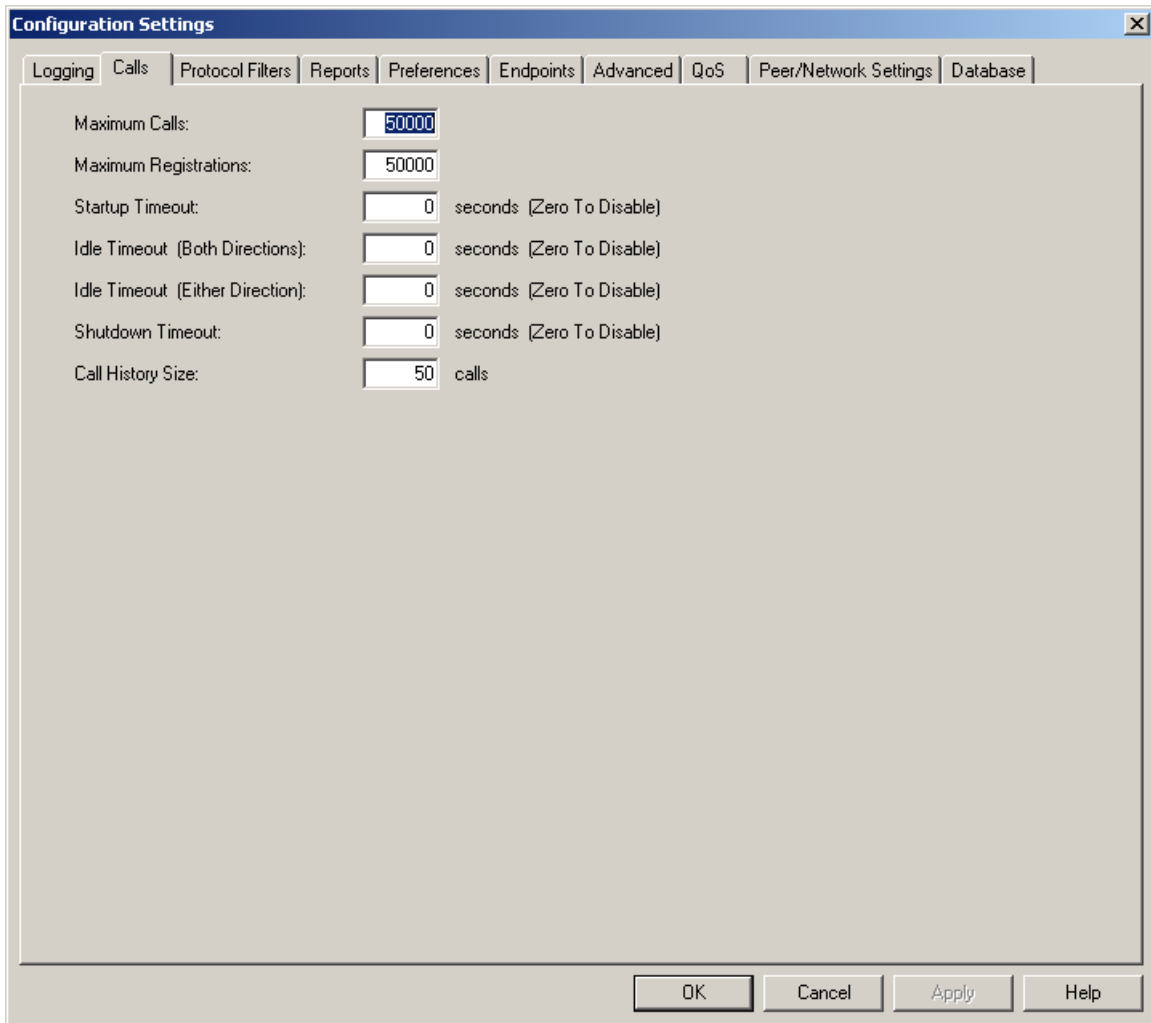 Configuration Settings
Logging Calls Protocol Filters Reports Preferences Endpoints Advanced QoS Peer/Network Settings Database
Maximum Calls: 50000
Maximum Registrations: 50000
Startup Timeout: 0 seconds (Zero To Disable)
Idle Timeout (Both Directions): 0 seconds (Zero To Disable)
Idle Timeout (Either Direction): 0 seconds (Zero To Disable)
Shutdown Timeout: 0 seconds (Zero To Disable)
Call History Size: 50 calls
OK Cancel Apply Help